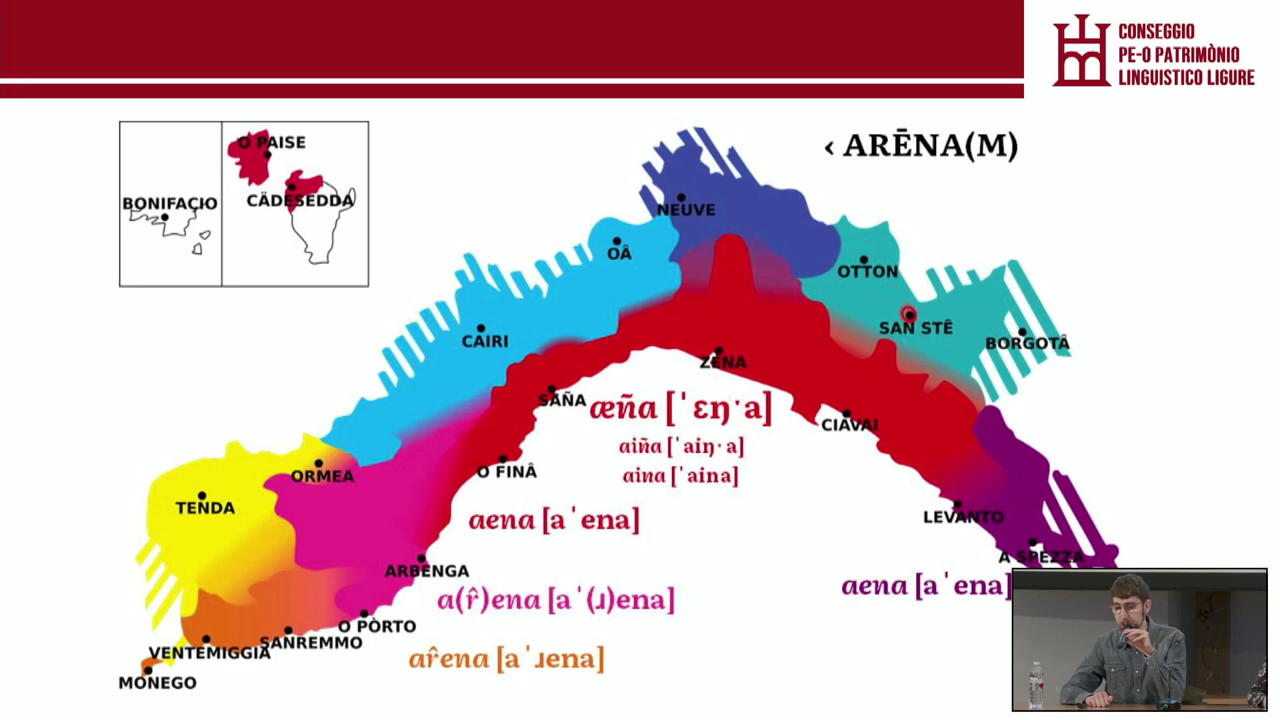 CONSEGGIO
PE-O PATRIMÒNIO
LINGUISTICO LIGURE
‹ ARĒNA(M)
O PAISE
BONIFAÇIO
CÄDESEDDA
NEUVE
OÂ
OTTON
SAN STÊ
CAIRI
BORGOTÂ
ZENA
SAÑA
æña [ˈɛŋˑa]
CIAVAI
aiña [ˈaiŋ·a]
O FINÂ
aina [ˈaina]
ORMEA
TENDA
LEVANTO
aena [aˈena]
A SPEZZA
ARBENGA
aena [aˈena]
a(r̂)ena [aˈ(ɹ)ena]
O PÒRTO
SANREMMO
VENTEMIGGIA
ar̂ena [aˈɹena]
MONEGO